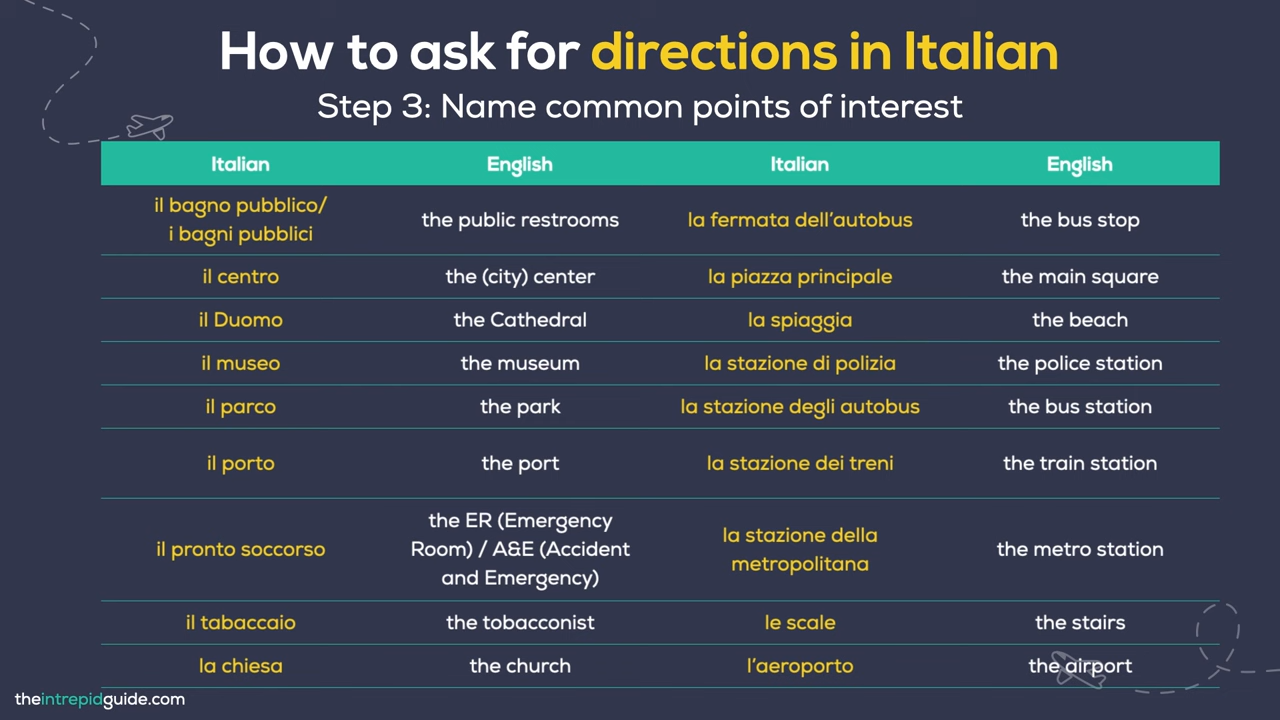 How to ask for directions in Italian
Step 3: Name common points of interest
Italian English Italian English
il bagno pubblico/
i bagni pubblici
the public restrooms la fermata dell’autobus the bus stop
il centro the (city) center la piazza principale the main square
il Duomo the Cathedral la spiaggia the beach
il museo the museum la stazione di polizia the police station
il parco the park la stazione degli autobus the bus station
il porto the port la stazione dei treni the train station
il pronto soccorso
the ER (Emergency
Room) / A&E (Accident
and Emergency)
la stazione della
metropolitana
the metro station
il tabaccaio the tobacconist le scale the stairs
la chiesa the church l’aeroporto the airport
theintrepidguide.com